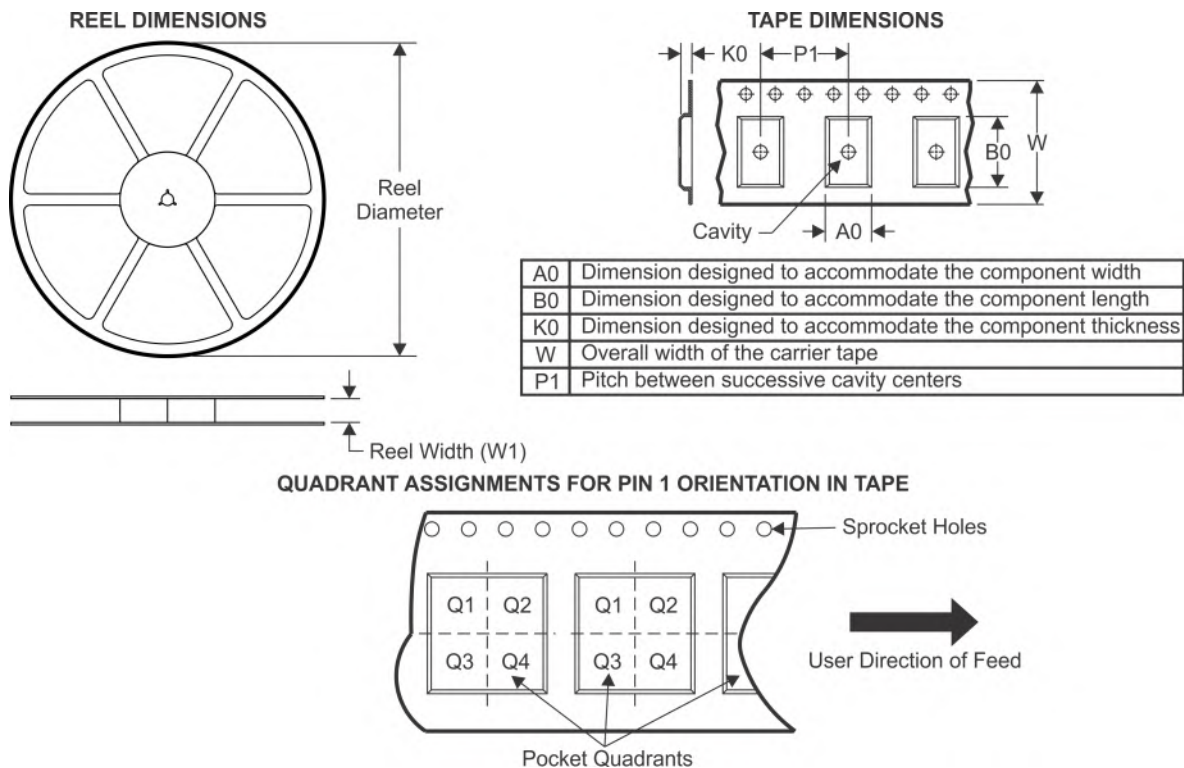 REEL DIMENSIONS
Reel
Diameter
Reel Width (W1)
TAPE DIMENSIONS
K0
P1
B0
W
Cavity
A0
A0 Dimension designed to accommodate the component width
B0 Dimension designed to accommodate the component length
K0 Dimension designed to accommodate the component thickness
W Overall width of the carrier tape
P1 Pitch between successive cavity centers
QUADRANT ASSIGNMENTS FOR PIN 1 ORIENTATION IN TAPE
Sprocket Holes
Q1 Q2 Q1 Q2
Q3 Q4 Q3 Q4
User Direction of Feed
Pocket Quadrants